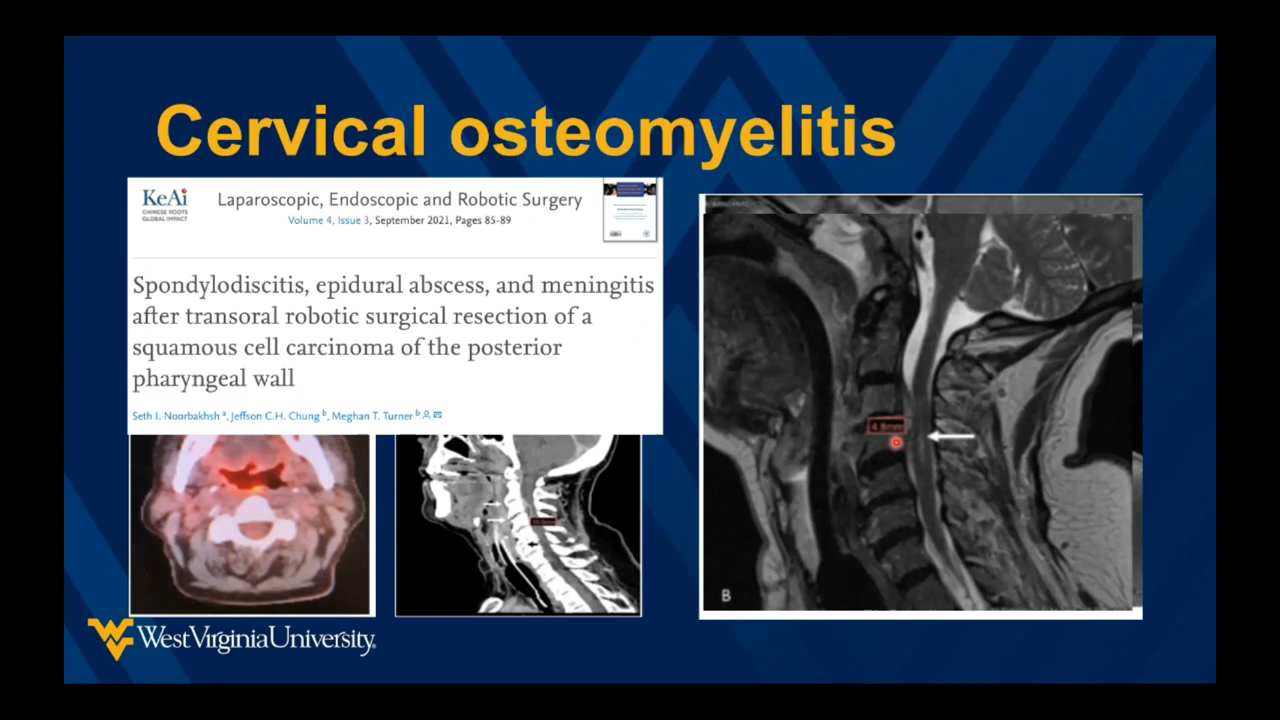 Cervical osteomyelitis
KeAi
CHINESE ROOTS
GLOBAL IMPACT
Laparoscopic, Endoscopic and Robotic Surgery
Volume 4, Issue 3, September 2021, Pages 85-89
Spondylodiscitis, epidural abscess, and meningitis
after transoral robotic surgical resection of a
squamous cell carcinoma of the posterior
pharyngeal wall
Seth I. Noorbakhsh a, Jeffson C.H. Chung b, Meghan T. Turner b
B
WestVirginiaUniversity.